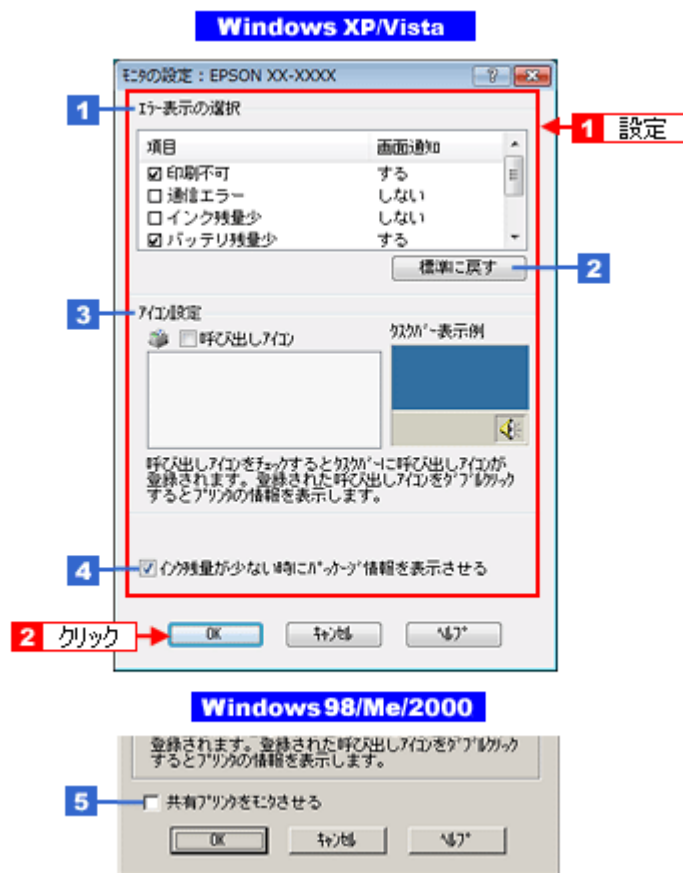 Windows XP/Vista
ﾓﾆﾀの設定：EPSON XX-XXXX
1 ｴﾗｰ表示の選択
1 設定
項目 画面通知
印刷不可 する
通信エラー しない
インク残量少 しない
バッテリ残量少 する
標準に戻す 2
3 ｱｲｺﾝ設定
呼び出しｱｲｺﾝ ﾀｽｸﾊﾞｰ表示例
呼び出しｱｲｺﾝをﾁｪｯｸするとﾀｽｸﾊﾞｰに呼び出しｱｲｺﾝが
登録されます。登録された呼び出しｱｲｺﾝをﾀﾞﾌﾞﾙｸﾘｯｸ
するとﾌﾟﾘﾝﾀの情報を表示します。
4 ｲﾝｸ残量が少ない時にﾊﾟｯｹｰｼﾞ情報を表示させる
2 クリック OK ｷｬﾝｾﾙ ﾍﾙﾌﾟ
Windows 98/Me/2000
登録されます。登録された呼び出しｱｲｺﾝをﾀﾞﾌﾞﾙｸﾘｯｸ
するとﾌﾟﾘﾝﾀの情報を表示します。
5 共有ﾌﾟﾘﾝﾀをﾓﾆﾀさせる
OK ｷｬﾝｾﾙ ﾍﾙﾌﾟ